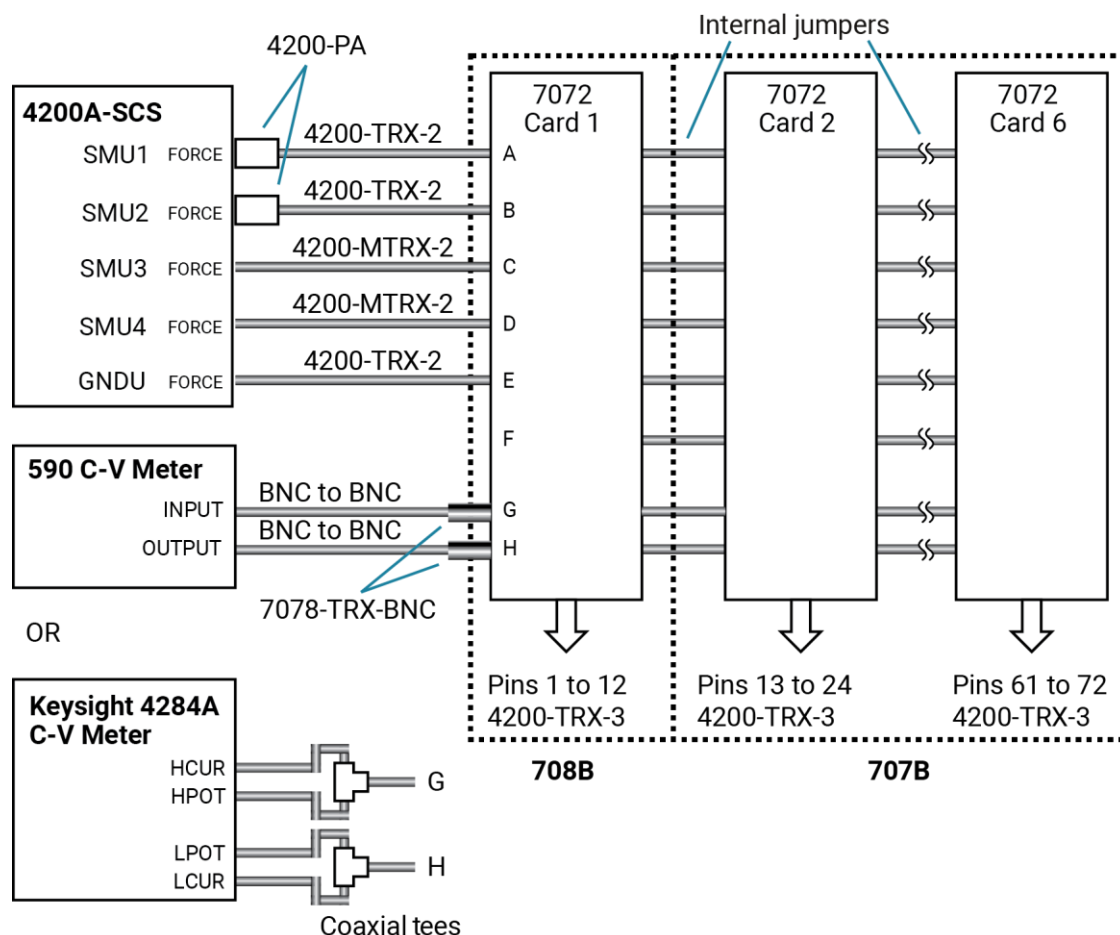 4200-PA
Internal jumpers
4200A-SCS
SMU1 FORCE
SMU2 FORCE
SMU3 FORCE
SMU4 FORCE
GNDU FORCE
4200-TRX-2
4200-TRX-2
4200-MTRX-2
4200-MTRX-2
4200-TRX-2
7072
Card 1
A
B
C
D
E
F
G
H
7072
Card 2
7072
Card 6
590 C-V Meter
INPUT
OUTPUT
BNC to BNC
BNC to BNC
7078-TRX-BNC
OR
Pins 1 to 12
4200-TRX-3
Pins 13 to 24
4200-TRX-3
Pins 61 to 72
4200-TRX-3
708B
707B
Keysight 4284A
C-V Meter
HCUR
HPOT
LPOT
LCUR
G
H
Coaxial tees